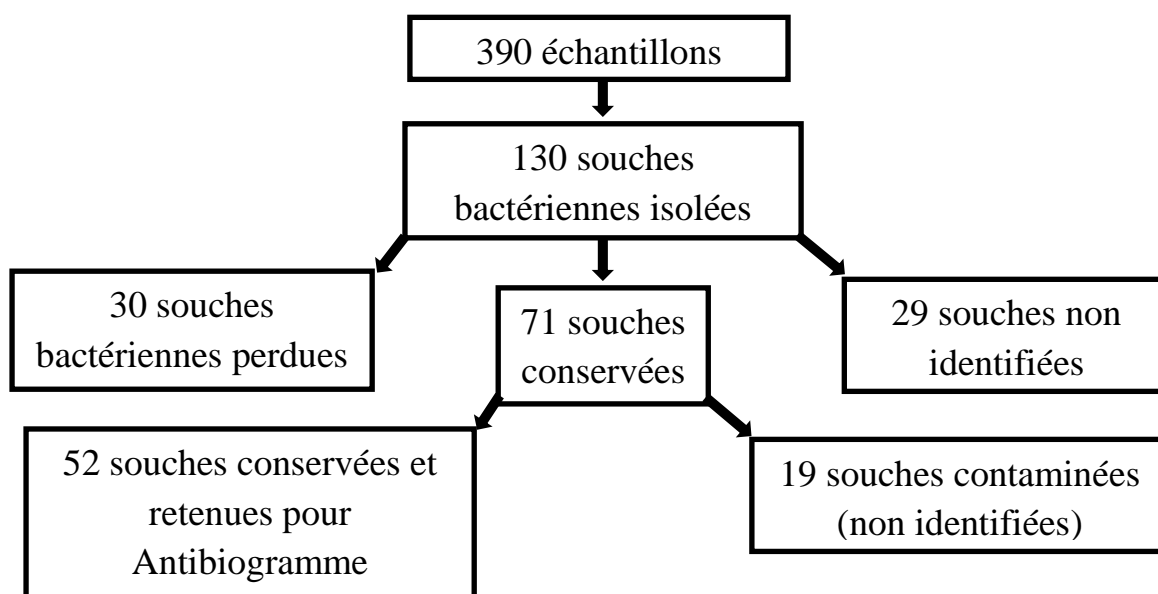 390 échantillons
130 souches
bactériennes isolées
30 souches
bactériennes perdues
71 souches
conservées
29 souches non
identifiées
52 souches conservées et
retenues pour
Antibiogramme
19 souches contaminées
(non identifiées)